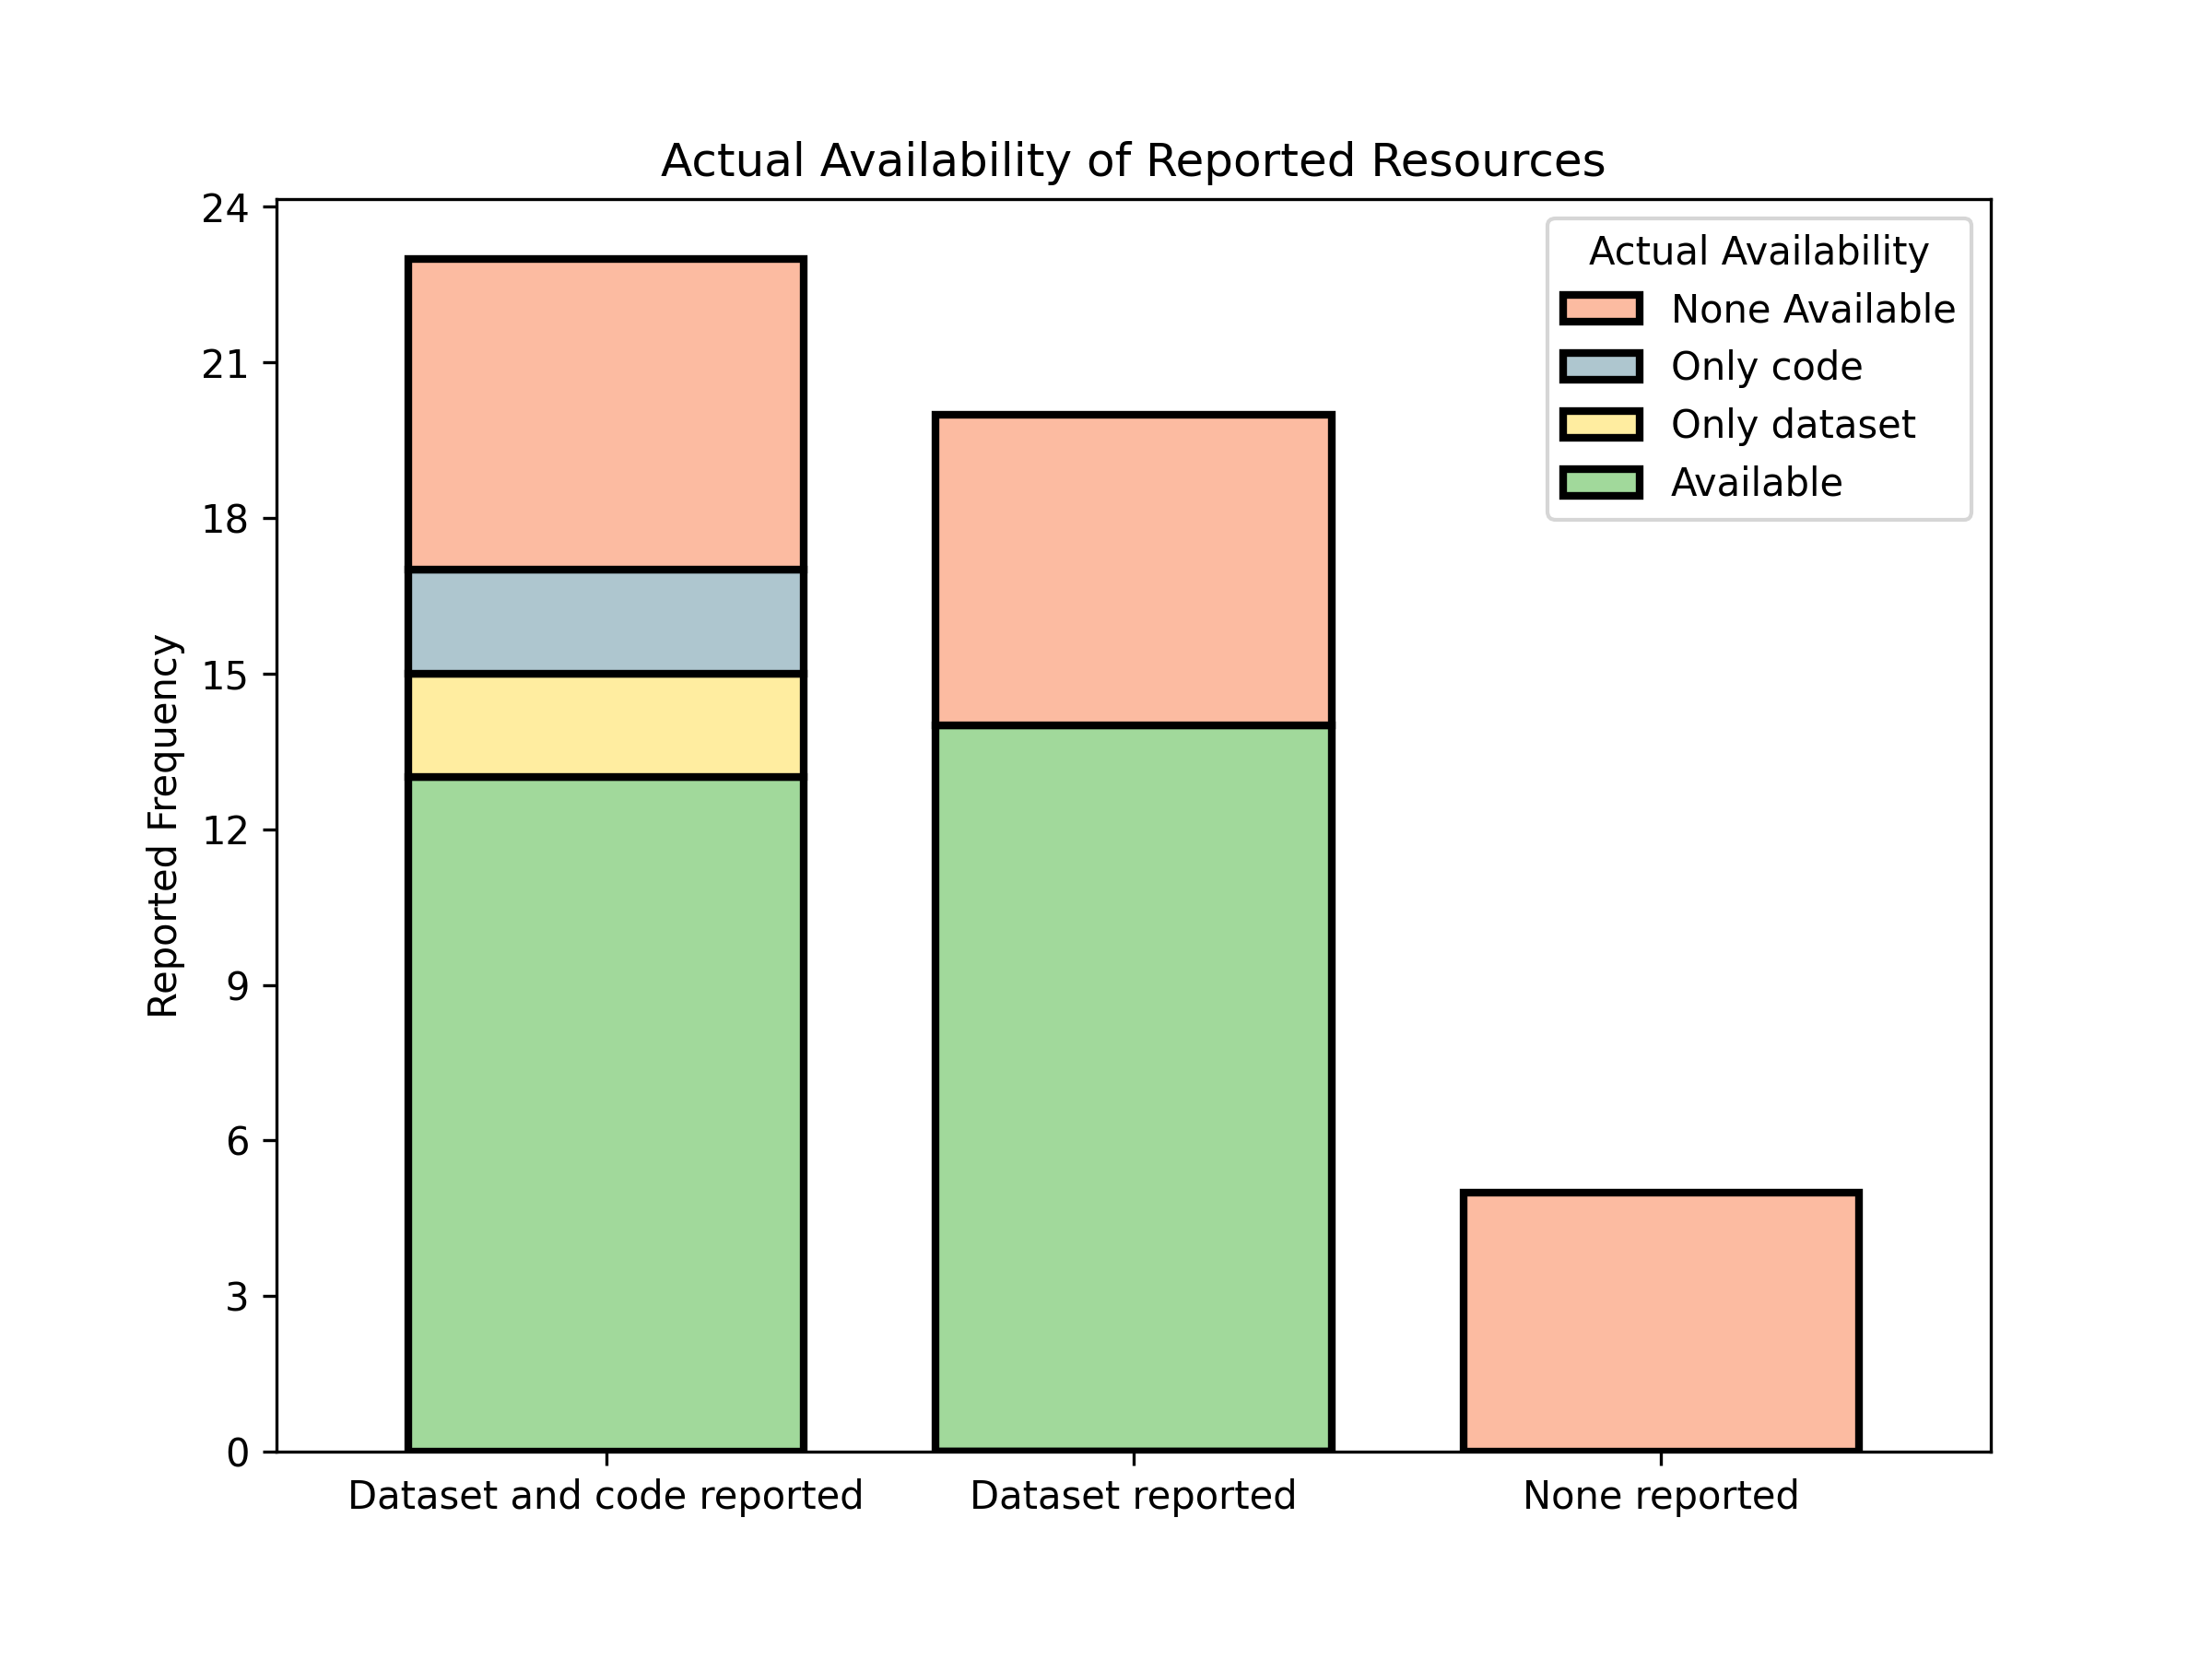 Actual Availability of Reported Resources
Reported Frequency
24
21
18
15
12
9
6
3
0
Actual Availability
None Available
Only code
Only dataset
Available
Dataset and code reported
Dataset reported
None reported